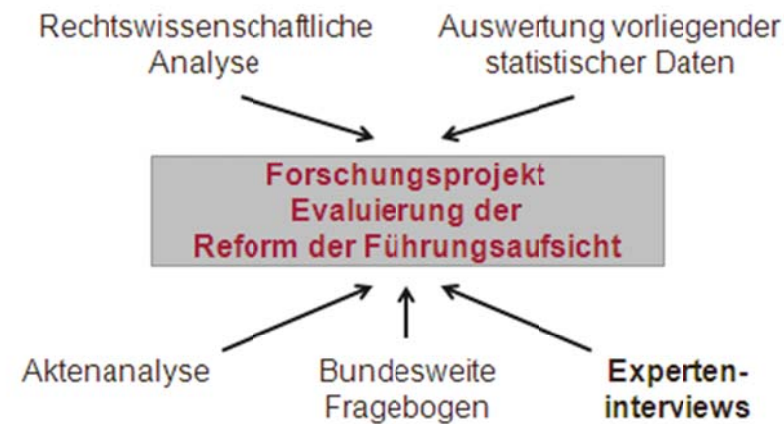 Rechtswissenschaftliche
Analyse
Auswertung vorliegender
statistischer Daten
Forschungsprojekt
Evaluierung der
Reform der Führungsaufsicht
Aktenanalyse
Bundesweite
Fragebogen
Experten-
interviews